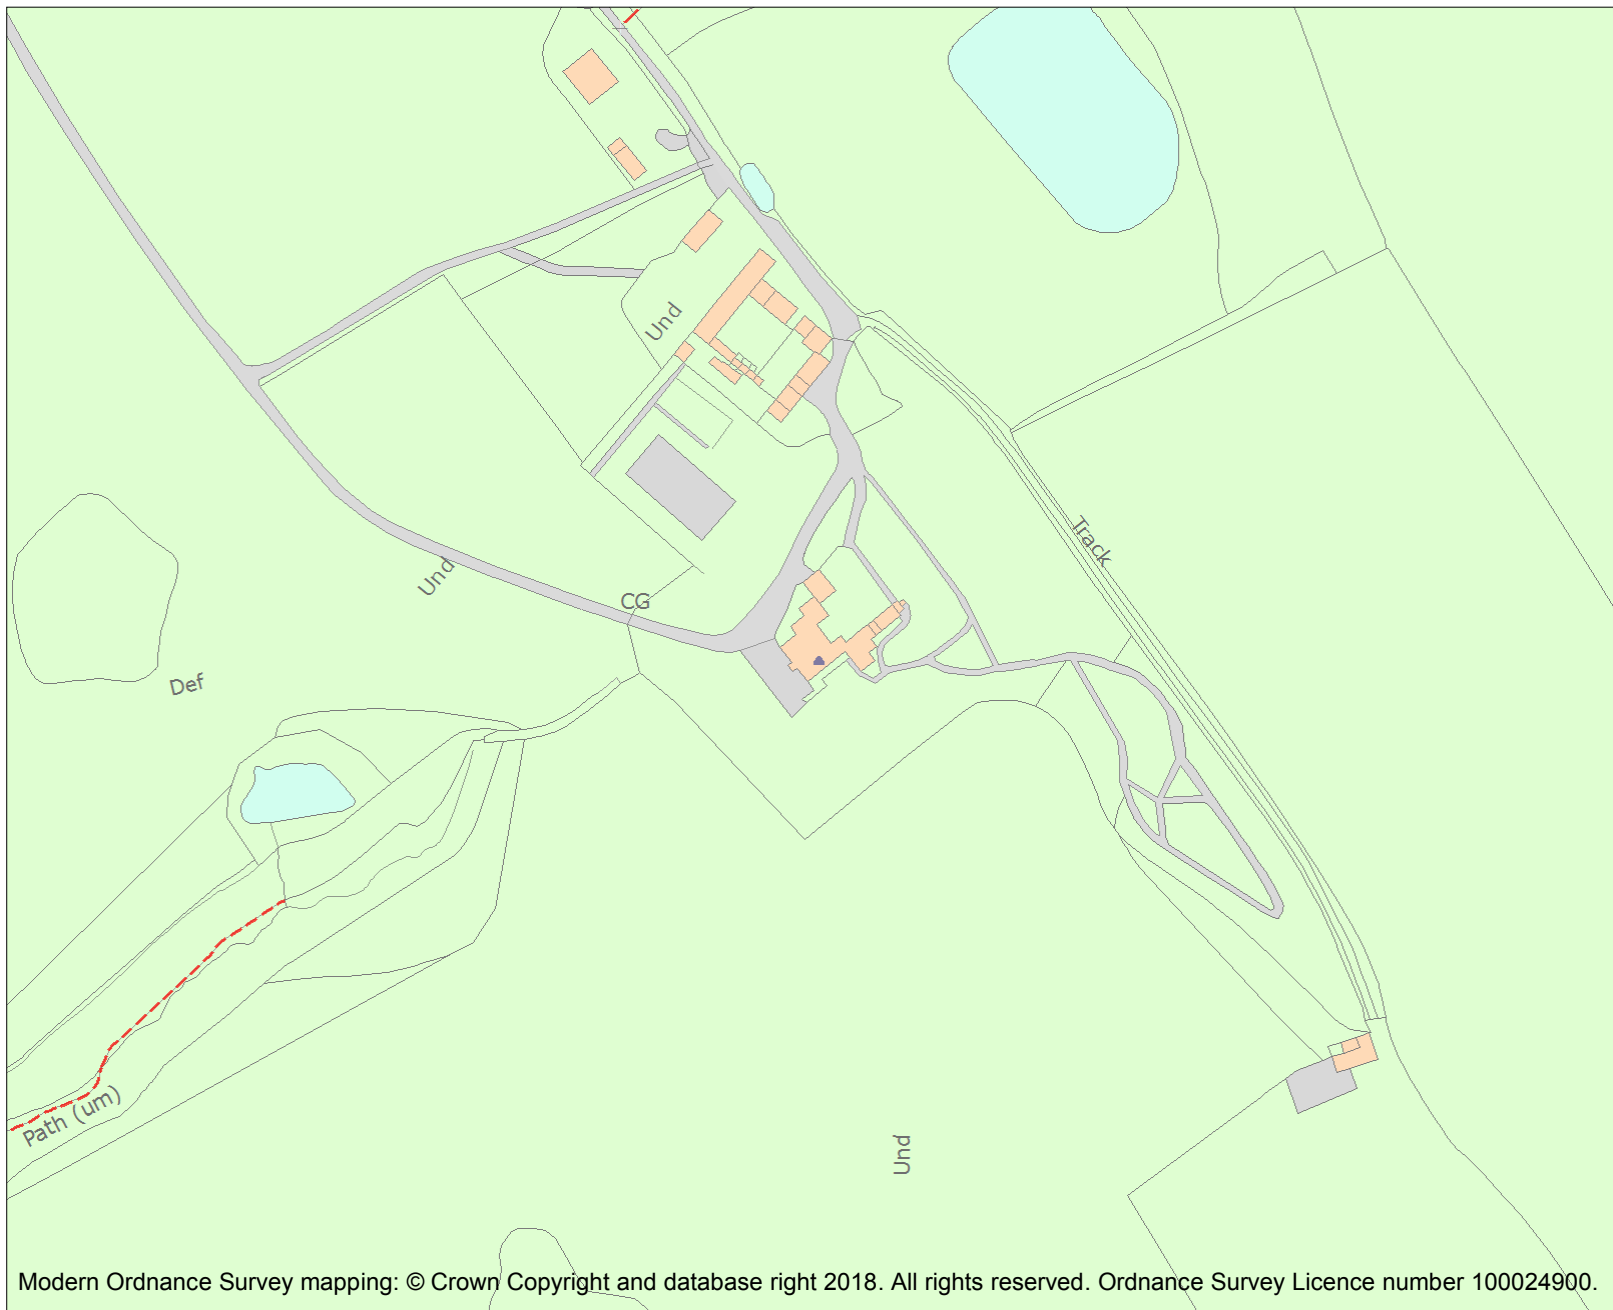 Und
Track
Und
CG
Def
Path (um)
Und
Modern Ordnance Survey mapping: © Crown Copyright and database right 2018. All rights reserved. Ordnance Survey Licence number 100024900.